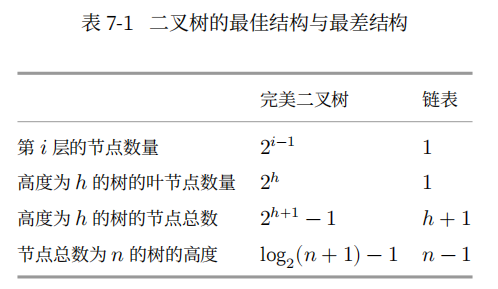 表 7-1 二叉树的最佳结构与最差结构
完美二叉树 链表
第 i 层的节点数量 2^{i−1} 1
高度为 h 的树的叶节点数量 2^h 1
高度为 h 的树的节点总数 2^{h+1} − 1 h + 1
节点总数为 n 的树的高度 log_2(n + 1) − 1 n − 1